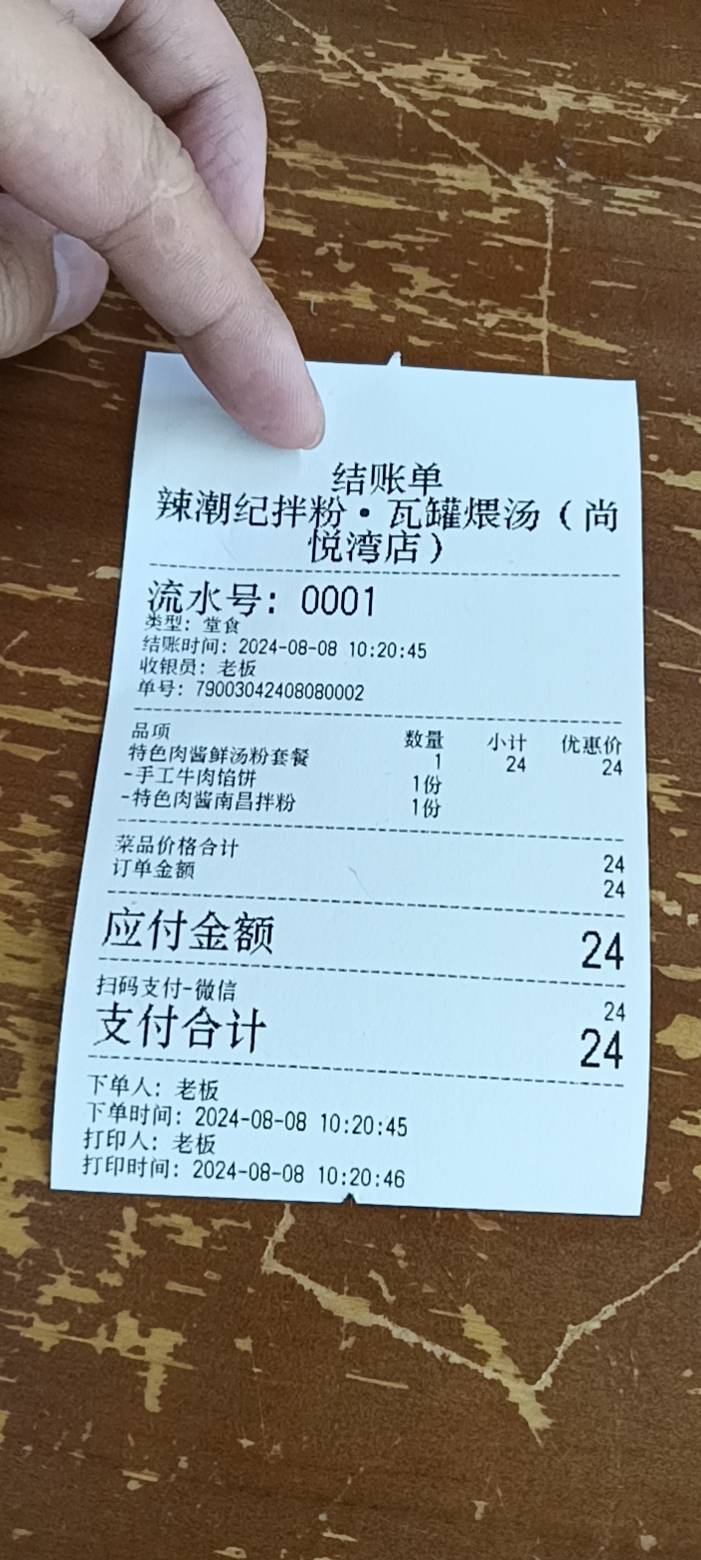 结账单
辣潮纪拌粉·瓦罐煨汤（尚
悦湾店）
流水号: 0001
类型: 堂食
结账时间: 2024-08-08 10:20:45
收银员: 老板
单号: 79003042408080002
品项 数量 小计 优惠价
特色肉酱鲜汤粉套餐 1 24 24
-手工牛肉馅饼 1份
-特色肉酱南昌拌粉 1份
菜品价格合计 24
订单金额 24
应付金额 24
扫码支付-微信 24
支付合计 24
下单人: 老板
下单时间: 2024-08-08 10:20:45
打印人: 老板
打印时间: 2024-08-08 10:20:46